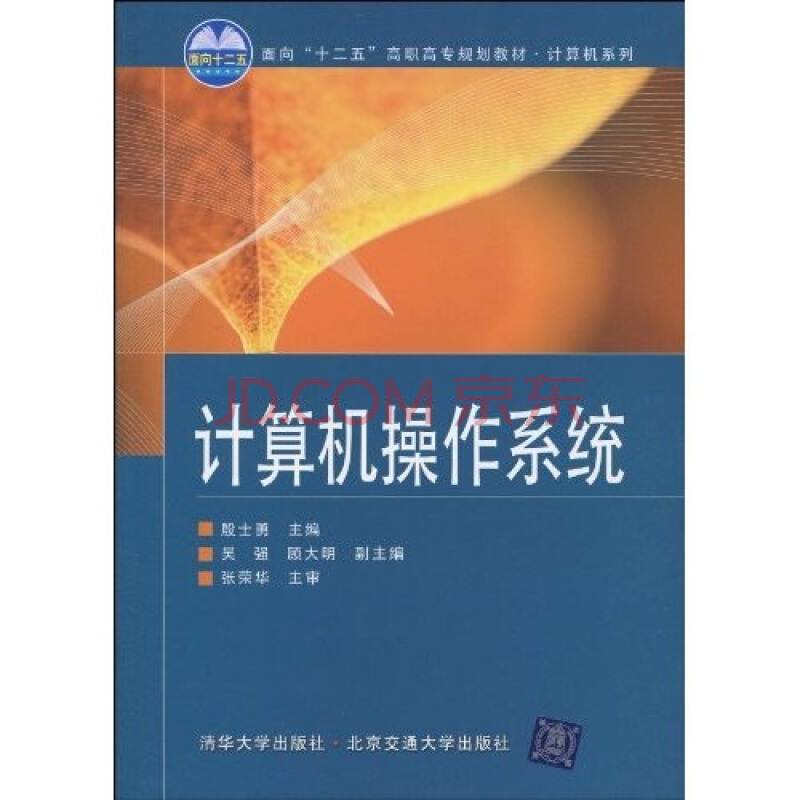 面向十二五
面向“十二五”高职高专规划教材·计算机系列
JD.COM 京东
计算机操作系统
殷士勇 主编
吴 强 顾大明 副主编
张荣华 主审
清华大学出版社·北京交通大学出版社